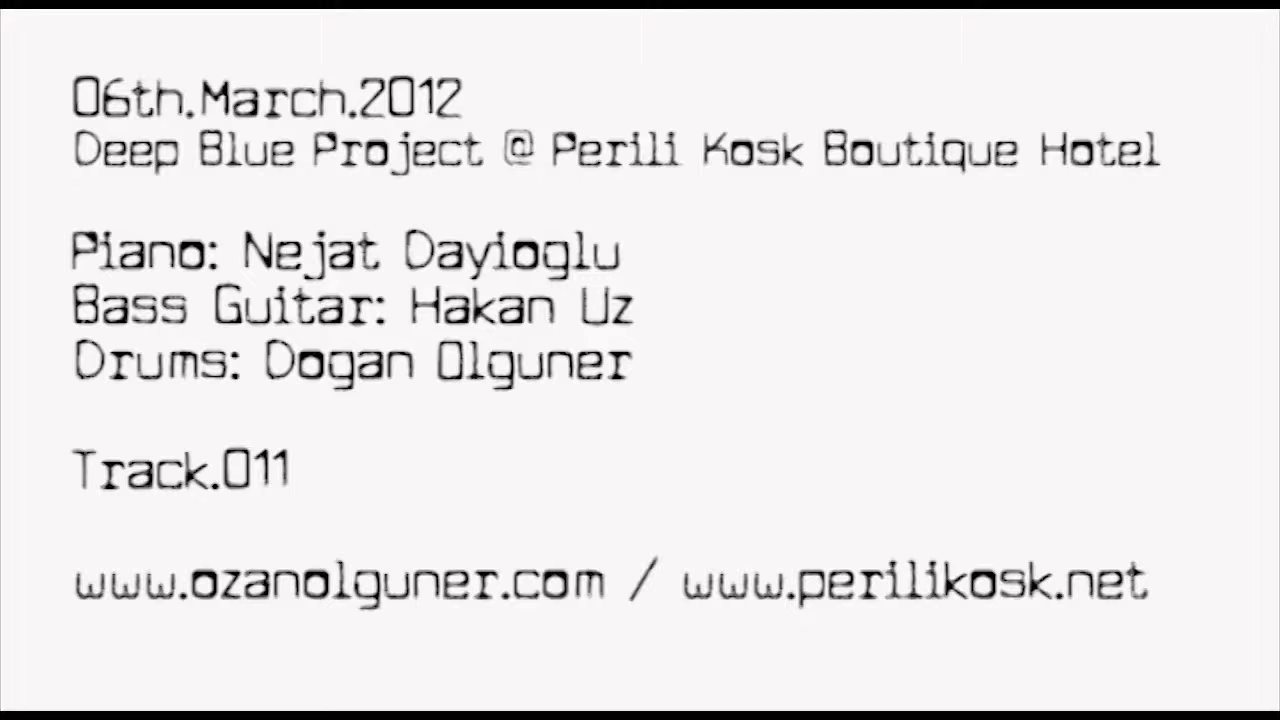 06th.March.2012
Deep Blue Project @ Perili Kosk Boutique Hotel
Piano: Nejat Dayioglu
Bass Guitar: Hakan Uz
Drums: Dogan Olguner
Track.011
www.ozanolguner.com / www.perilikosk.net